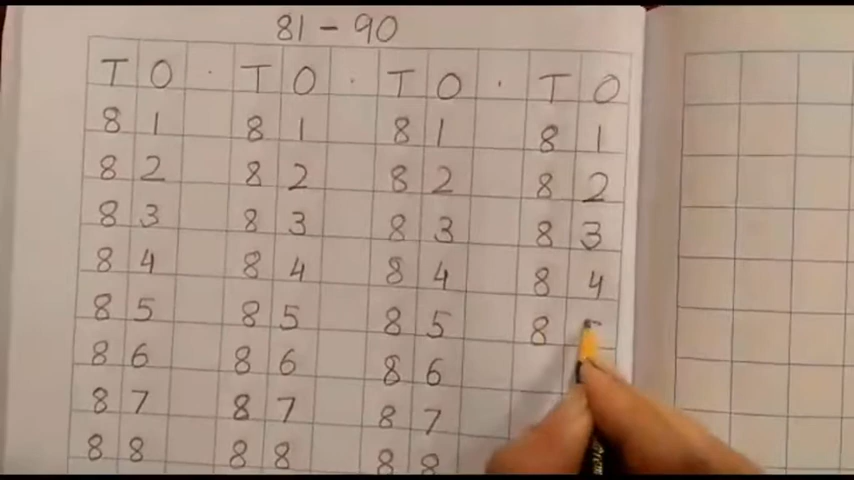 81 - 90
T O . T O . T O . T O
8 1 8 1 8 1 8 1
8 2 8 2 8 2 8 2
8 3 8 3 8 3 8 3
8 4 8 4 8 4 8 4
8 5 8 5 8 5 8
8 6 8 6 8 6
8 7 8 7 8 7
8 8 8 8 8 8